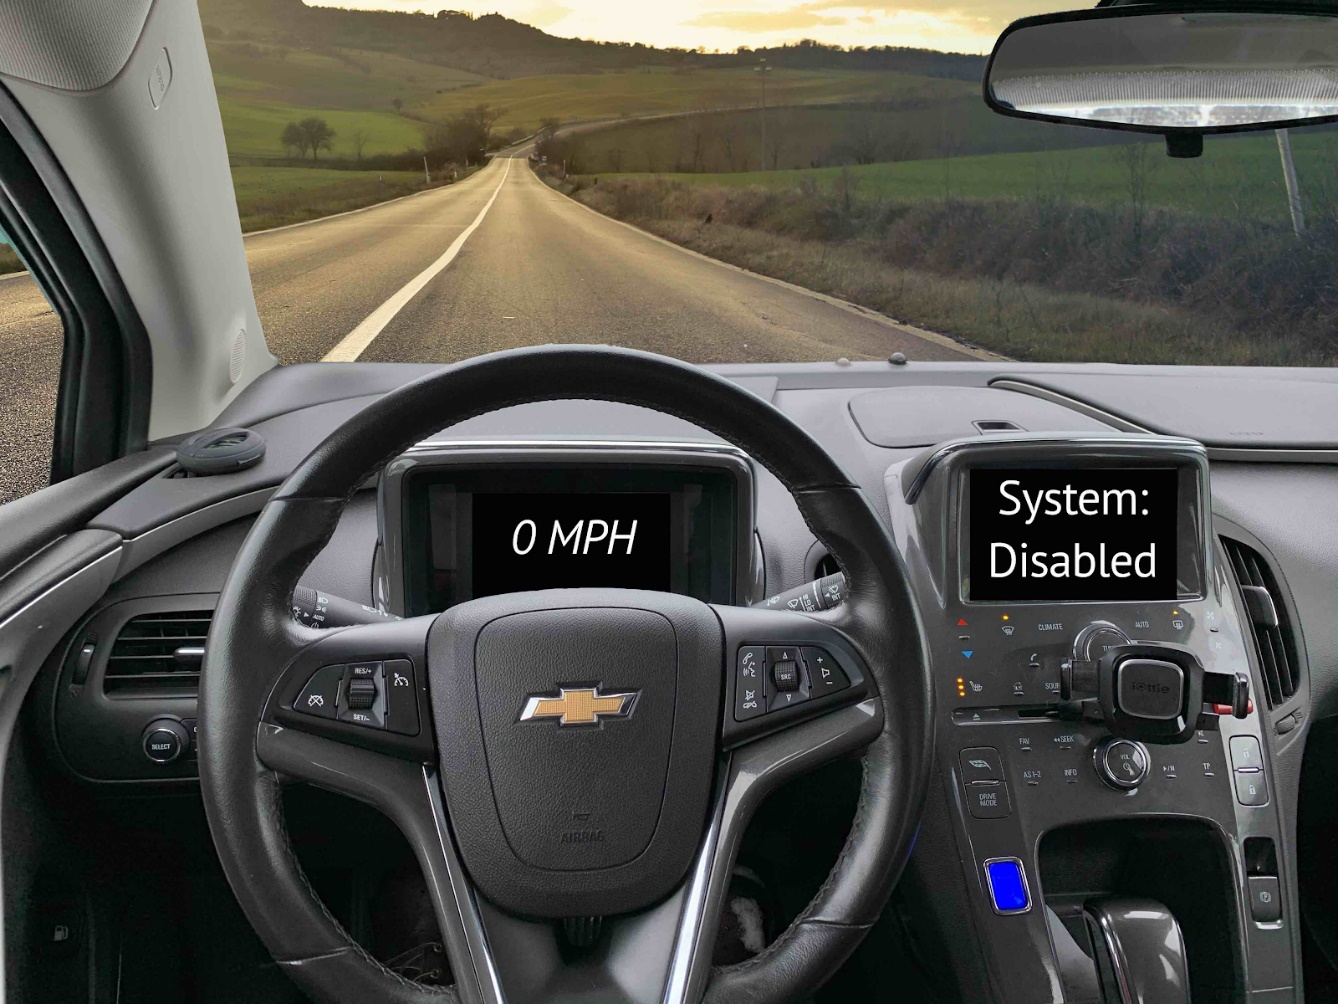 0 MPH
System:
Disabled
CLIMATE
AUTO
RES/+
SET/–
SRC
SELECT
AIRBAG
FAV
SEEK
AS 1-2
INFO
VOL
TP
DRIVE
MODE